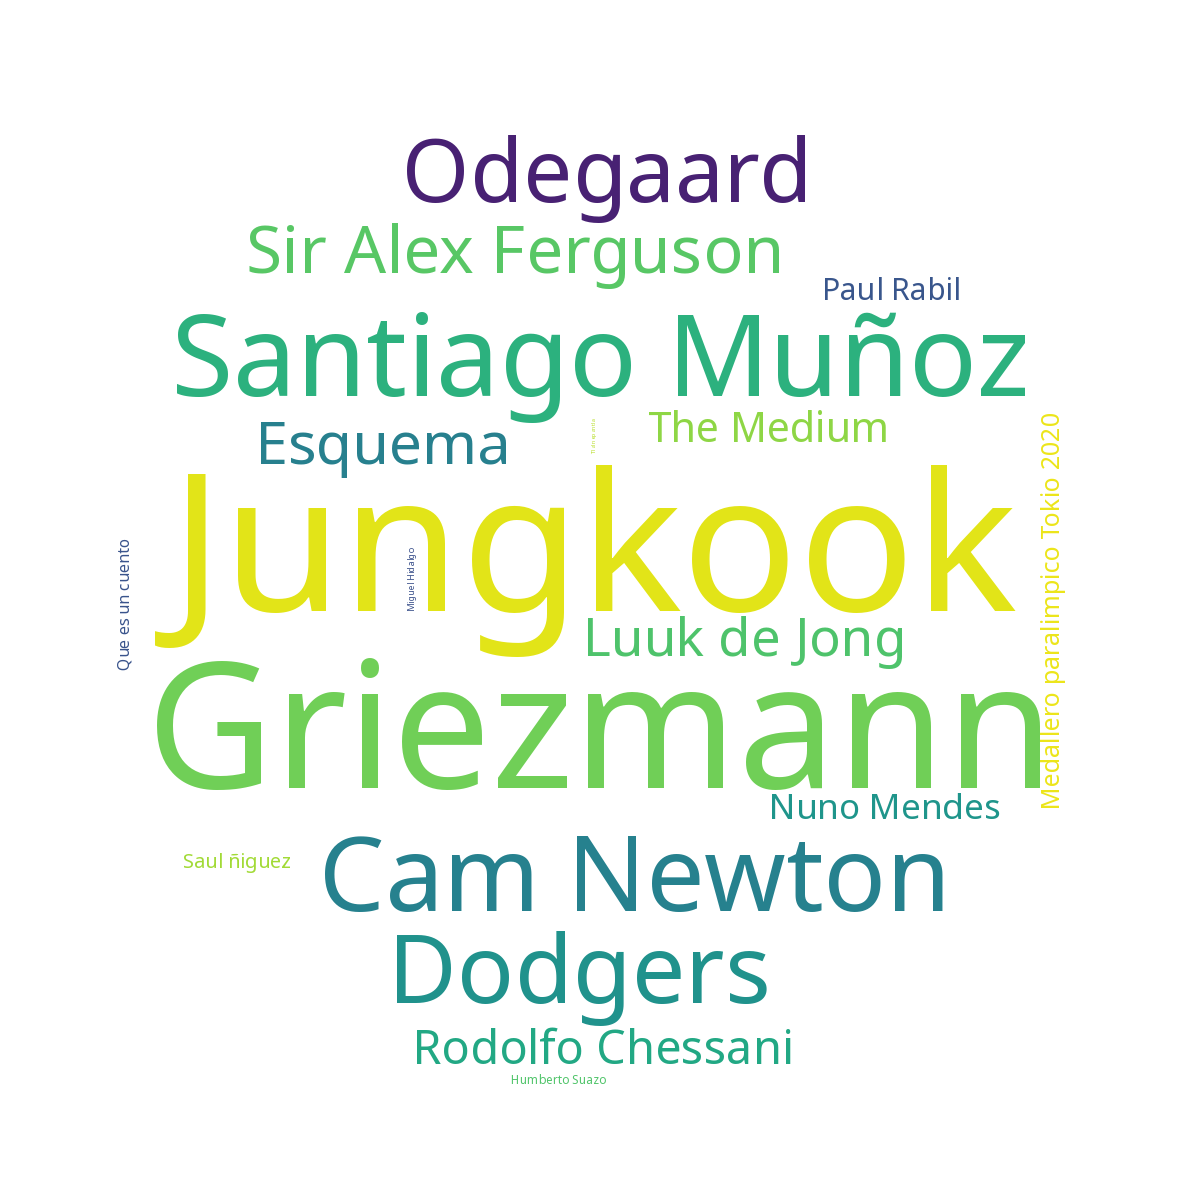 Odegaard
Sir Alex Ferguson
Paul Rabil
Santiago Muñoz
Esquema
The Medium
Medallero paralimpico Tokio 2020
Jungkook
Que es un cuento
Miguel Hidalgo
Luuk de Jong
Griezmann
Nuno Mendes
Saul ñiguez
Cam Newton
Dodgers
Rodolfo Chessani
Humberto Suazo